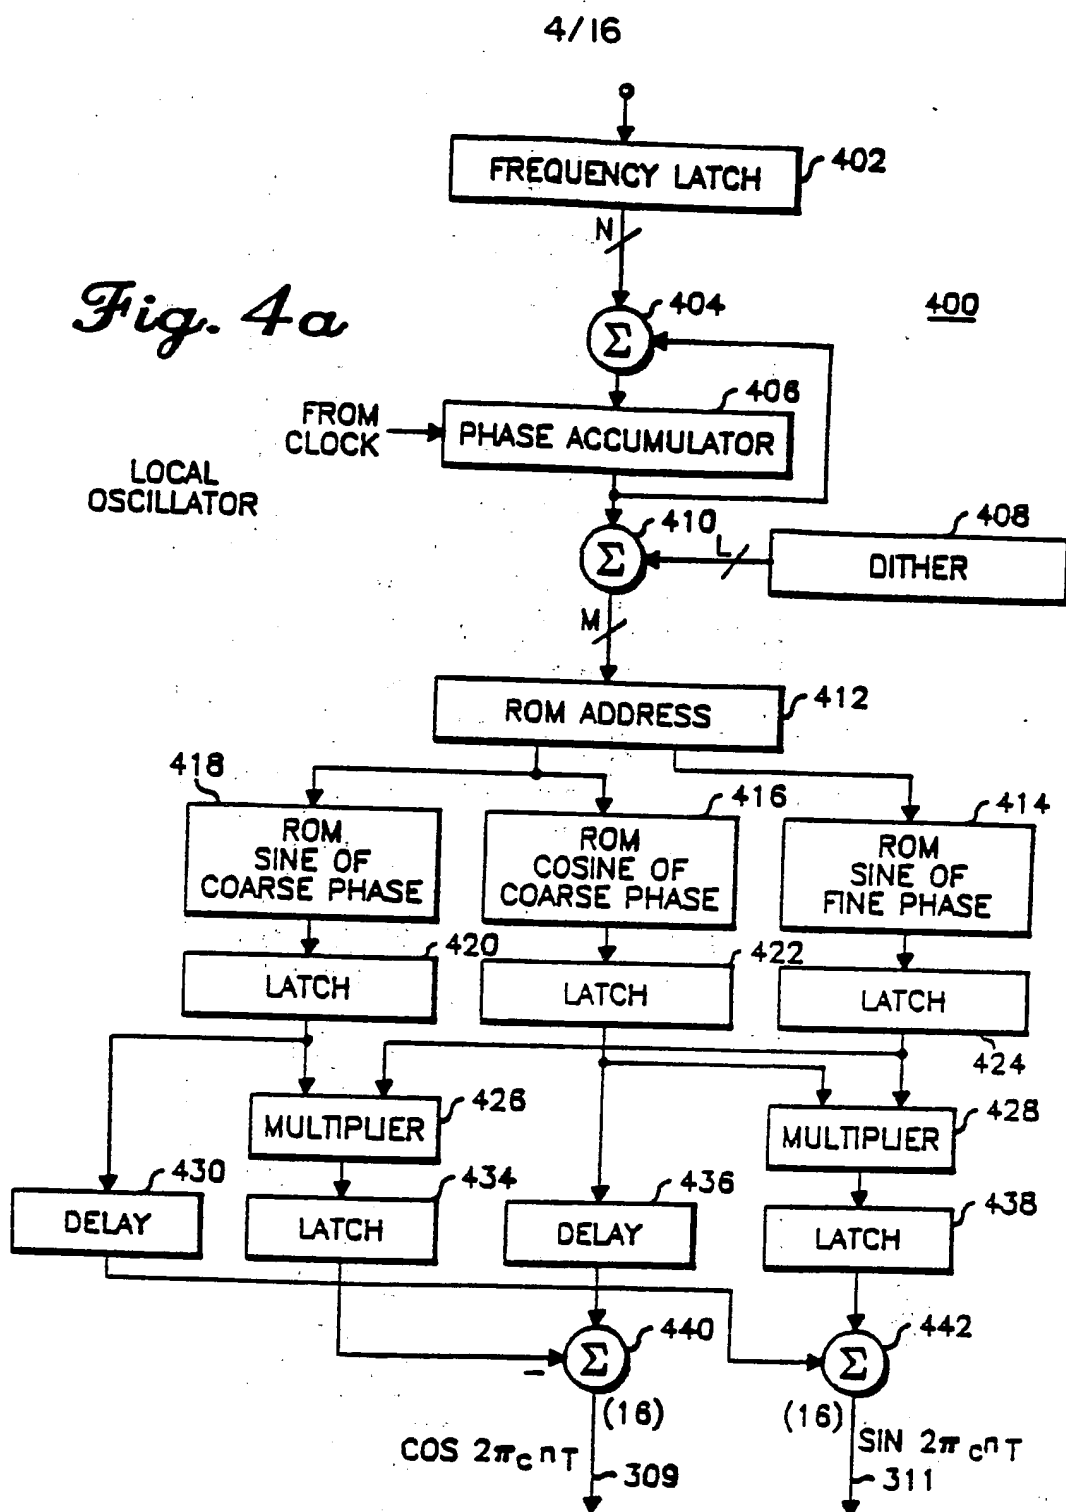 4/16
FREQUENCY LATCH
402
N
Fig. 4a
404
400
Σ
406
FROM
CLOCK
PHASE ACCUMULATOR
LOCAL
OSCILLATOR
410
408
Σ
L
DITHER
M
ROM ADDRESS
412
418
416
414
ROM
SINE OF
COARSE PHASE
ROM
COSINE OF
COARSE PHASE
ROM
SINE OF
FINE PHASE
420
422
LATCH
LATCH
LATCH
424
426
428
MULTIPLIER
MULTIPLIER
430
434
436
438
DELAY
LATCH
DELAY
LATCH
440
442
Σ
Σ
−
(16)
(16)
COS 2π c n T
SIN 2π c n T
309
311